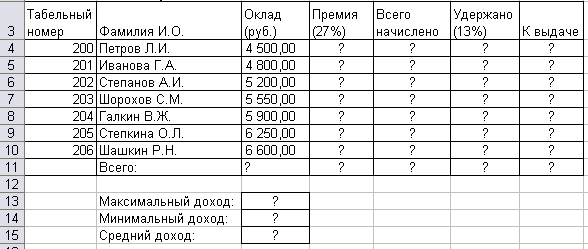 3 Табельный номер Фамилия И.О. Оклад (руб.) Премия (27%) Всего начислено Удержано (13%) К выдаче
4 200 Петров Л.И. 4 500,00 ? ? ? ?
5 201 Иванова Г.А. 4 800,00 ? ? ? ?
6 202 Степанов А.И. 5 200,00 ? ? ? ?
7 203 Шорохов С.М. 5 550,00 ? ? ? ?
8 204 Галкин В.Ж. 5 900,00 ? ? ? ?
9 205 Степкина О.Л. 6 250,00 ? ? ? ?
10 206 Шашкин Р.Н. 6 600,00 ? ? ? ?
11 Всего: ? ? ? ? ?
12
13 Максимальный доход: ?
14 Минимальный доход: ?
15 Средний доход: ?